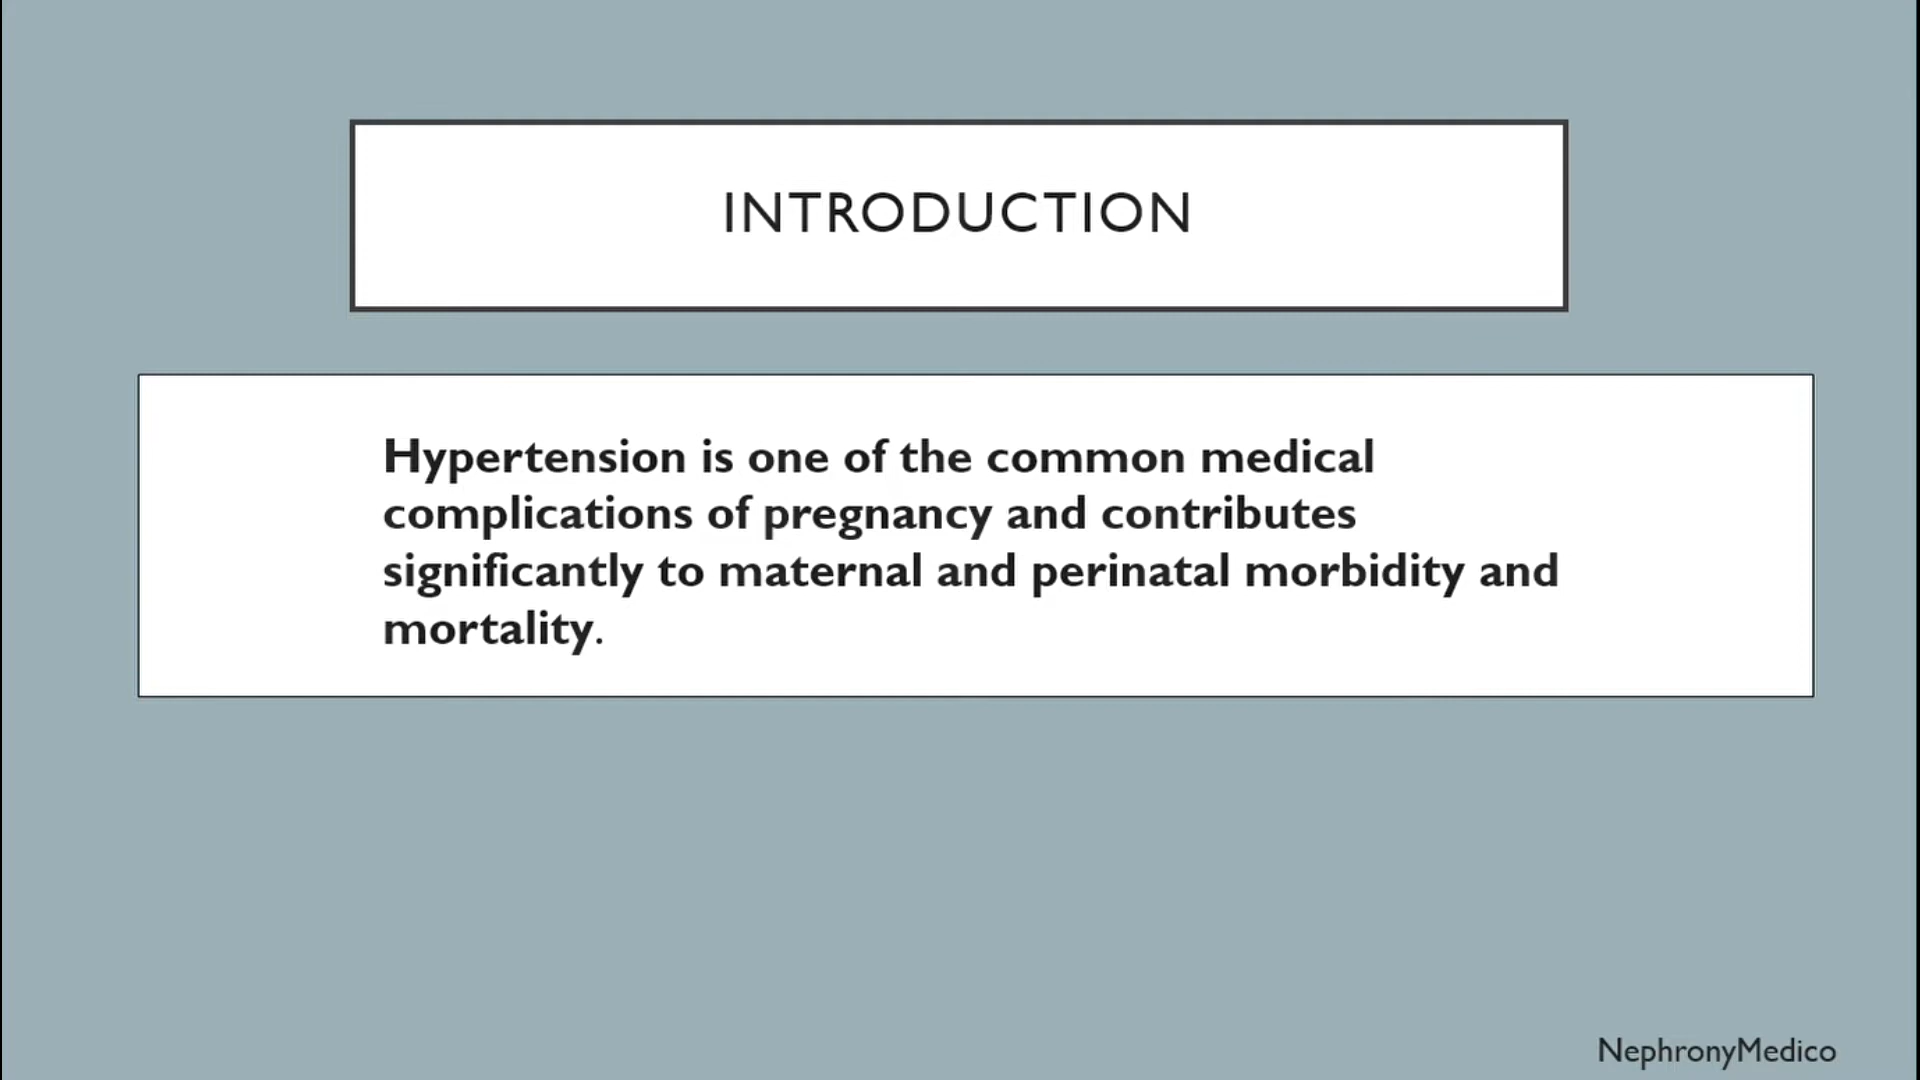 INTRODUCTION
Hypertension is one of the common medical
complications of pregnancy and contributes
significantly to maternal and perinatal morbidity and
mortality.
NephronyMedico